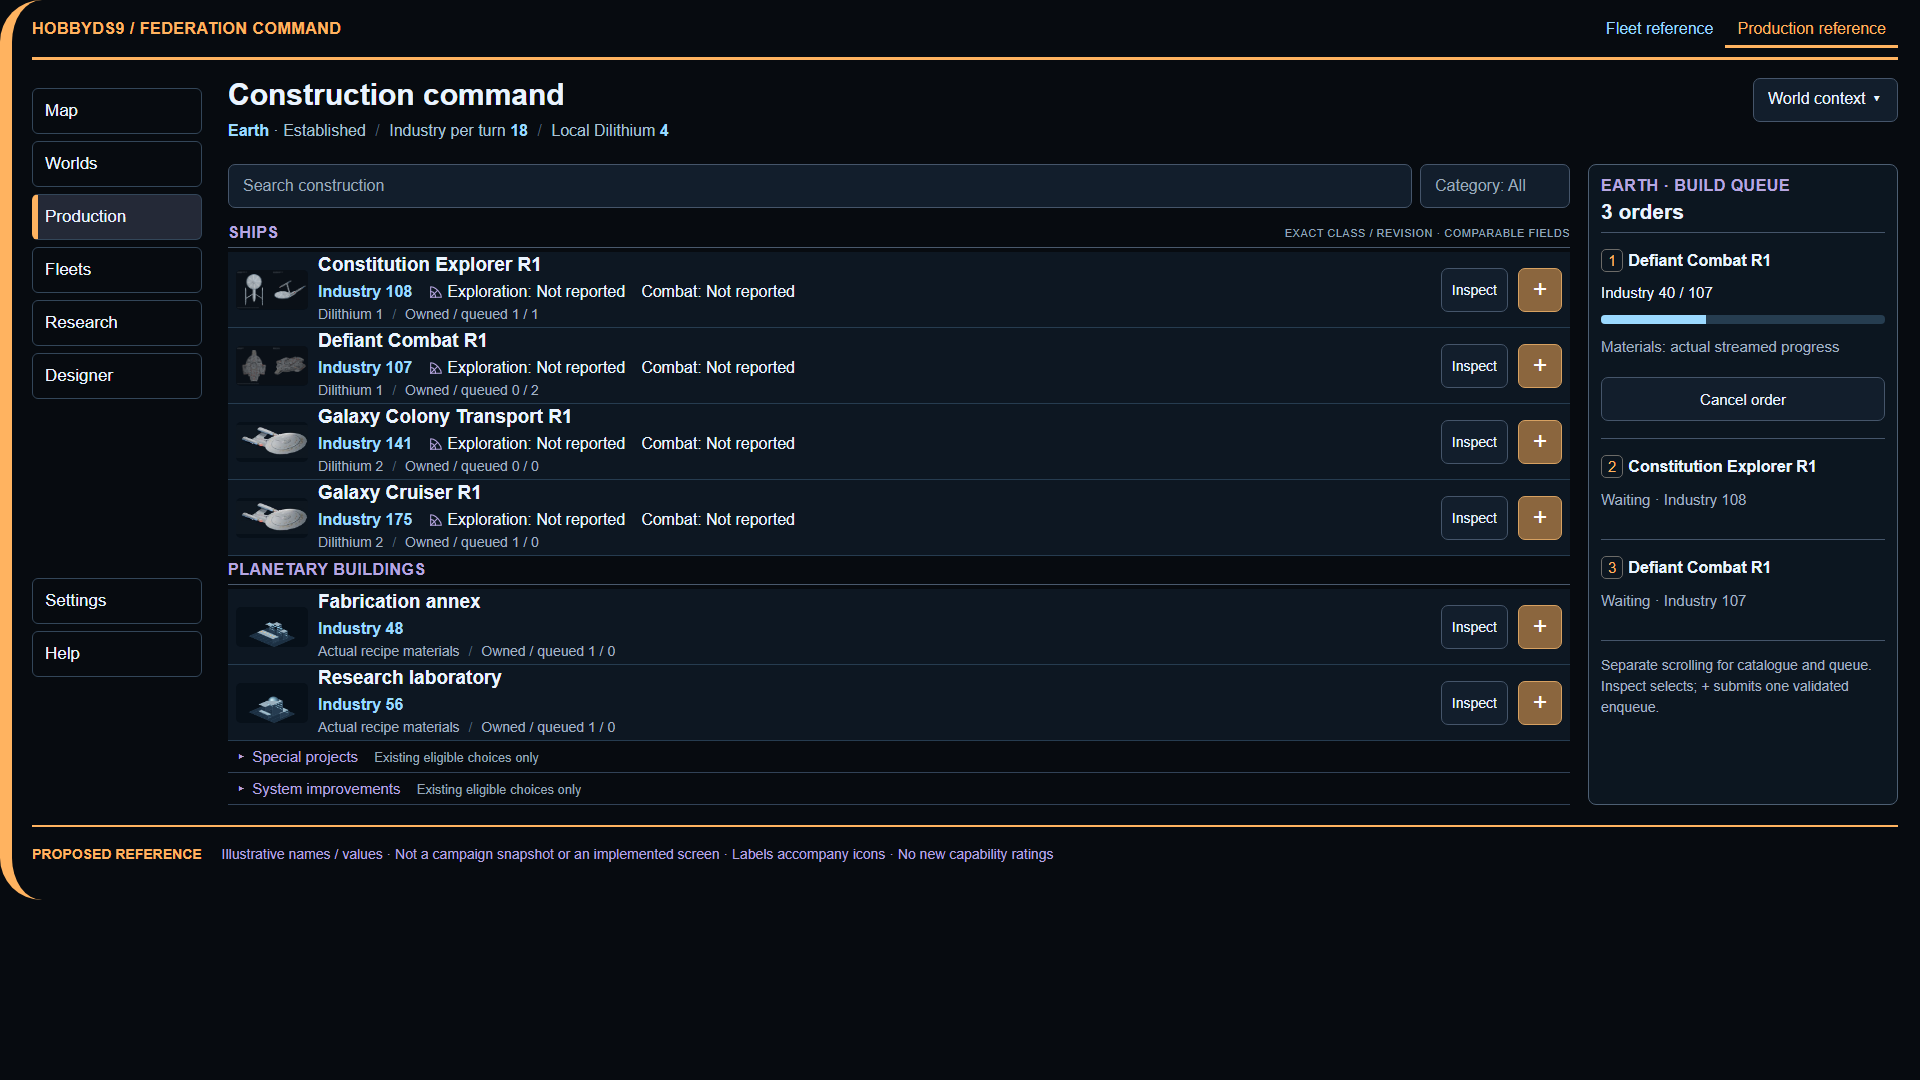 HOBBYDS9 / FEDERATION COMMAND
Fleet reference
Production reference
Map
Worlds
Production
Fleets
Research
Designer
Settings
Help
Construction command
Earth · Established / Industry per turn 18 / Local Dilithium 4
World context ▾
Search construction
Category: All
SHIPS
EXACT CLASS / REVISION · COMPARABLE FIELDS
Constitution Explorer R1
Industry 108 Exploration: Not reported Combat: Not reported
Dilithium 1 / Owned / queued 1 / 1
Inspect +
Defiant Combat R1
Industry 107 Exploration: Not reported Combat: Not reported
Dilithium 1 / Owned / queued 0 / 2
Inspect +
Galaxy Colony Transport R1
Industry 141 Exploration: Not reported Combat: Not reported
Dilithium 2 / Owned / queued 0 / 0
Inspect +
Galaxy Cruiser R1
Industry 175 Exploration: Not reported Combat: Not reported
Dilithium 2 / Owned / queued 1 / 0
Inspect +
PLANETARY BUILDINGS
Fabrication annex
Industry 48
Actual recipe materials / Owned / queued 1 / 0
Inspect +
Research laboratory
Industry 56
Actual recipe materials / Owned / queued 1 / 0
Inspect +
▸ Special projects Existing eligible choices only
▸ System improvements Existing eligible choices only
EARTH · BUILD QUEUE
3 orders
1 Defiant Combat R1
Industry 40 / 107
Materials: actual streamed progress
Cancel order
2 Constitution Explorer R1
Waiting · Industry 108
3 Defiant Combat R1
Waiting · Industry 107
Separate scrolling for catalogue and queue.
Inspect selects; + submits one validated
enqueue.
PROPOSED REFERENCE Illustrative names / values · Not a campaign snapshot or an implemented screen · Labels accompany icons · No new capability ratings